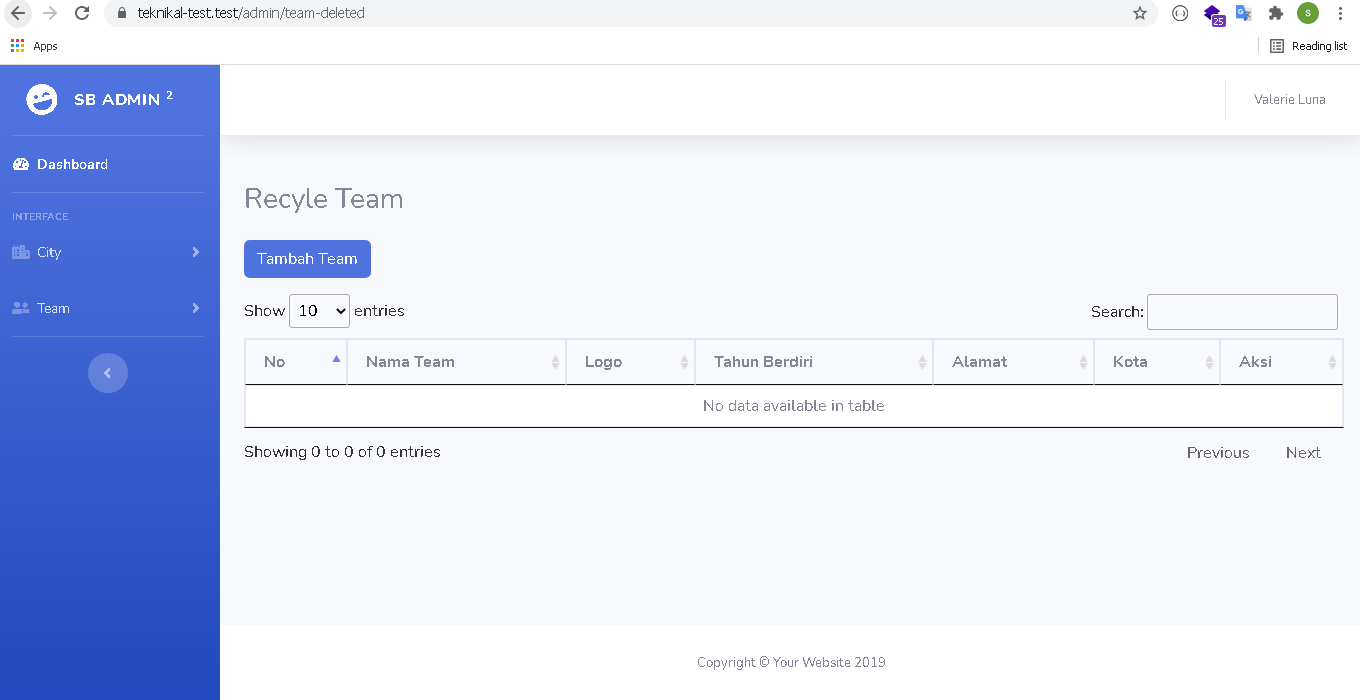 teknikal-test.test/admin/team-deleted
25
G
S
Apps
Reading list
SB ADMIN 2
Valerie Luna
Dashboard
Recyle Team
INTERFACE
City
Tambah Team
Team
Show 10 entries
Search:
No Nama Team Logo Tahun Berdiri Alamat Kota Aksi
No data available in table
Showing 0 to 0 of 0 entries
Previous Next
Copyright © Your Website 2019